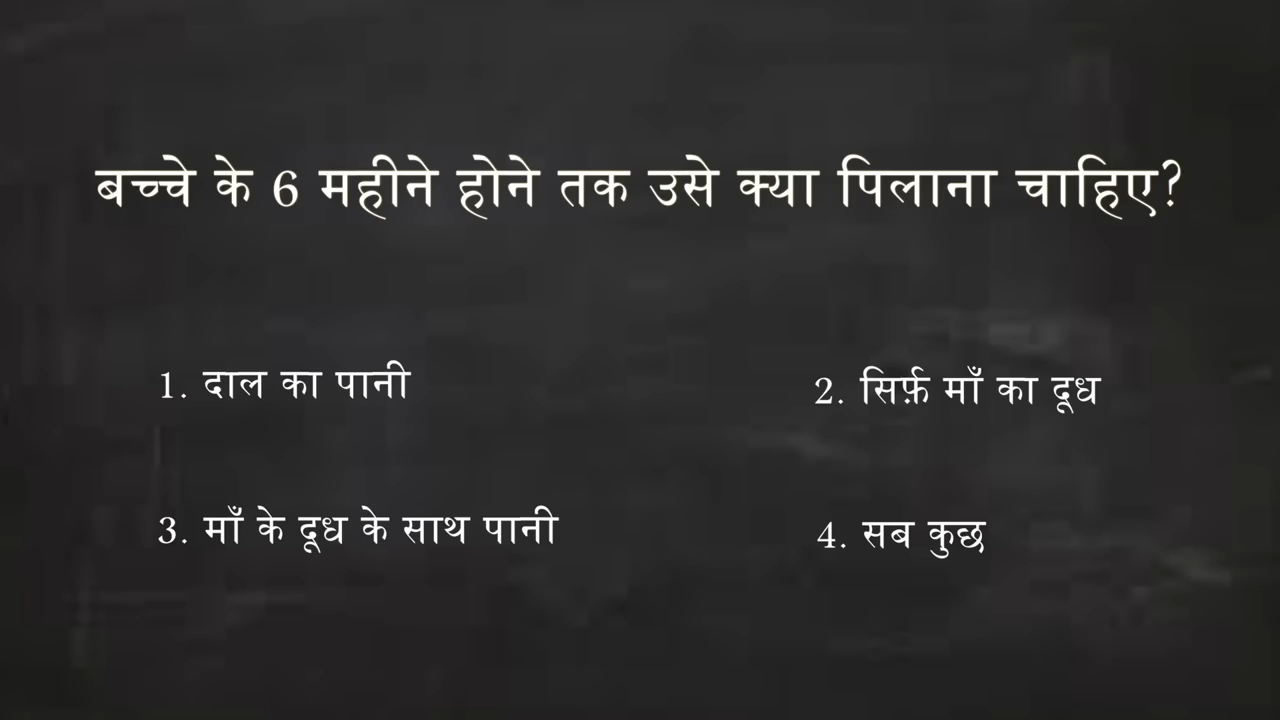 बच्चे के 6 महीने होने तक उसे क्या पिलाना चाहिए?
1. दाल का पानी
2. सिर्फ़ माँ का दूध
3. माँ के दूध के साथ पानी
4. सब कुछ